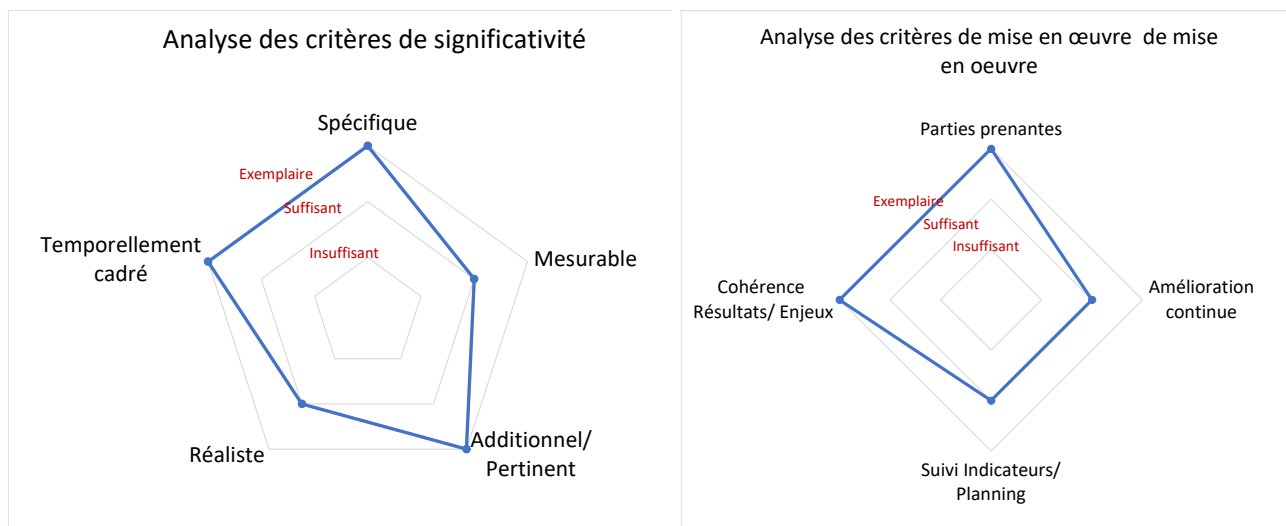 Analyse des critères de significativité
Spécifique
Exemplaire
Suffisant
Insuffisant
Temporellement
cadré
Mesurable
Réaliste
Additionnel/
Pertinent
Analyse des critères de mise en œuvre  de mise
en oeuvre
Parties prenantes
Exemplaire
Suffisant
Insuffisant
Cohérence
Résultats/ Enjeux
Amélioration
continue
Suivi Indicateurs/
Planning